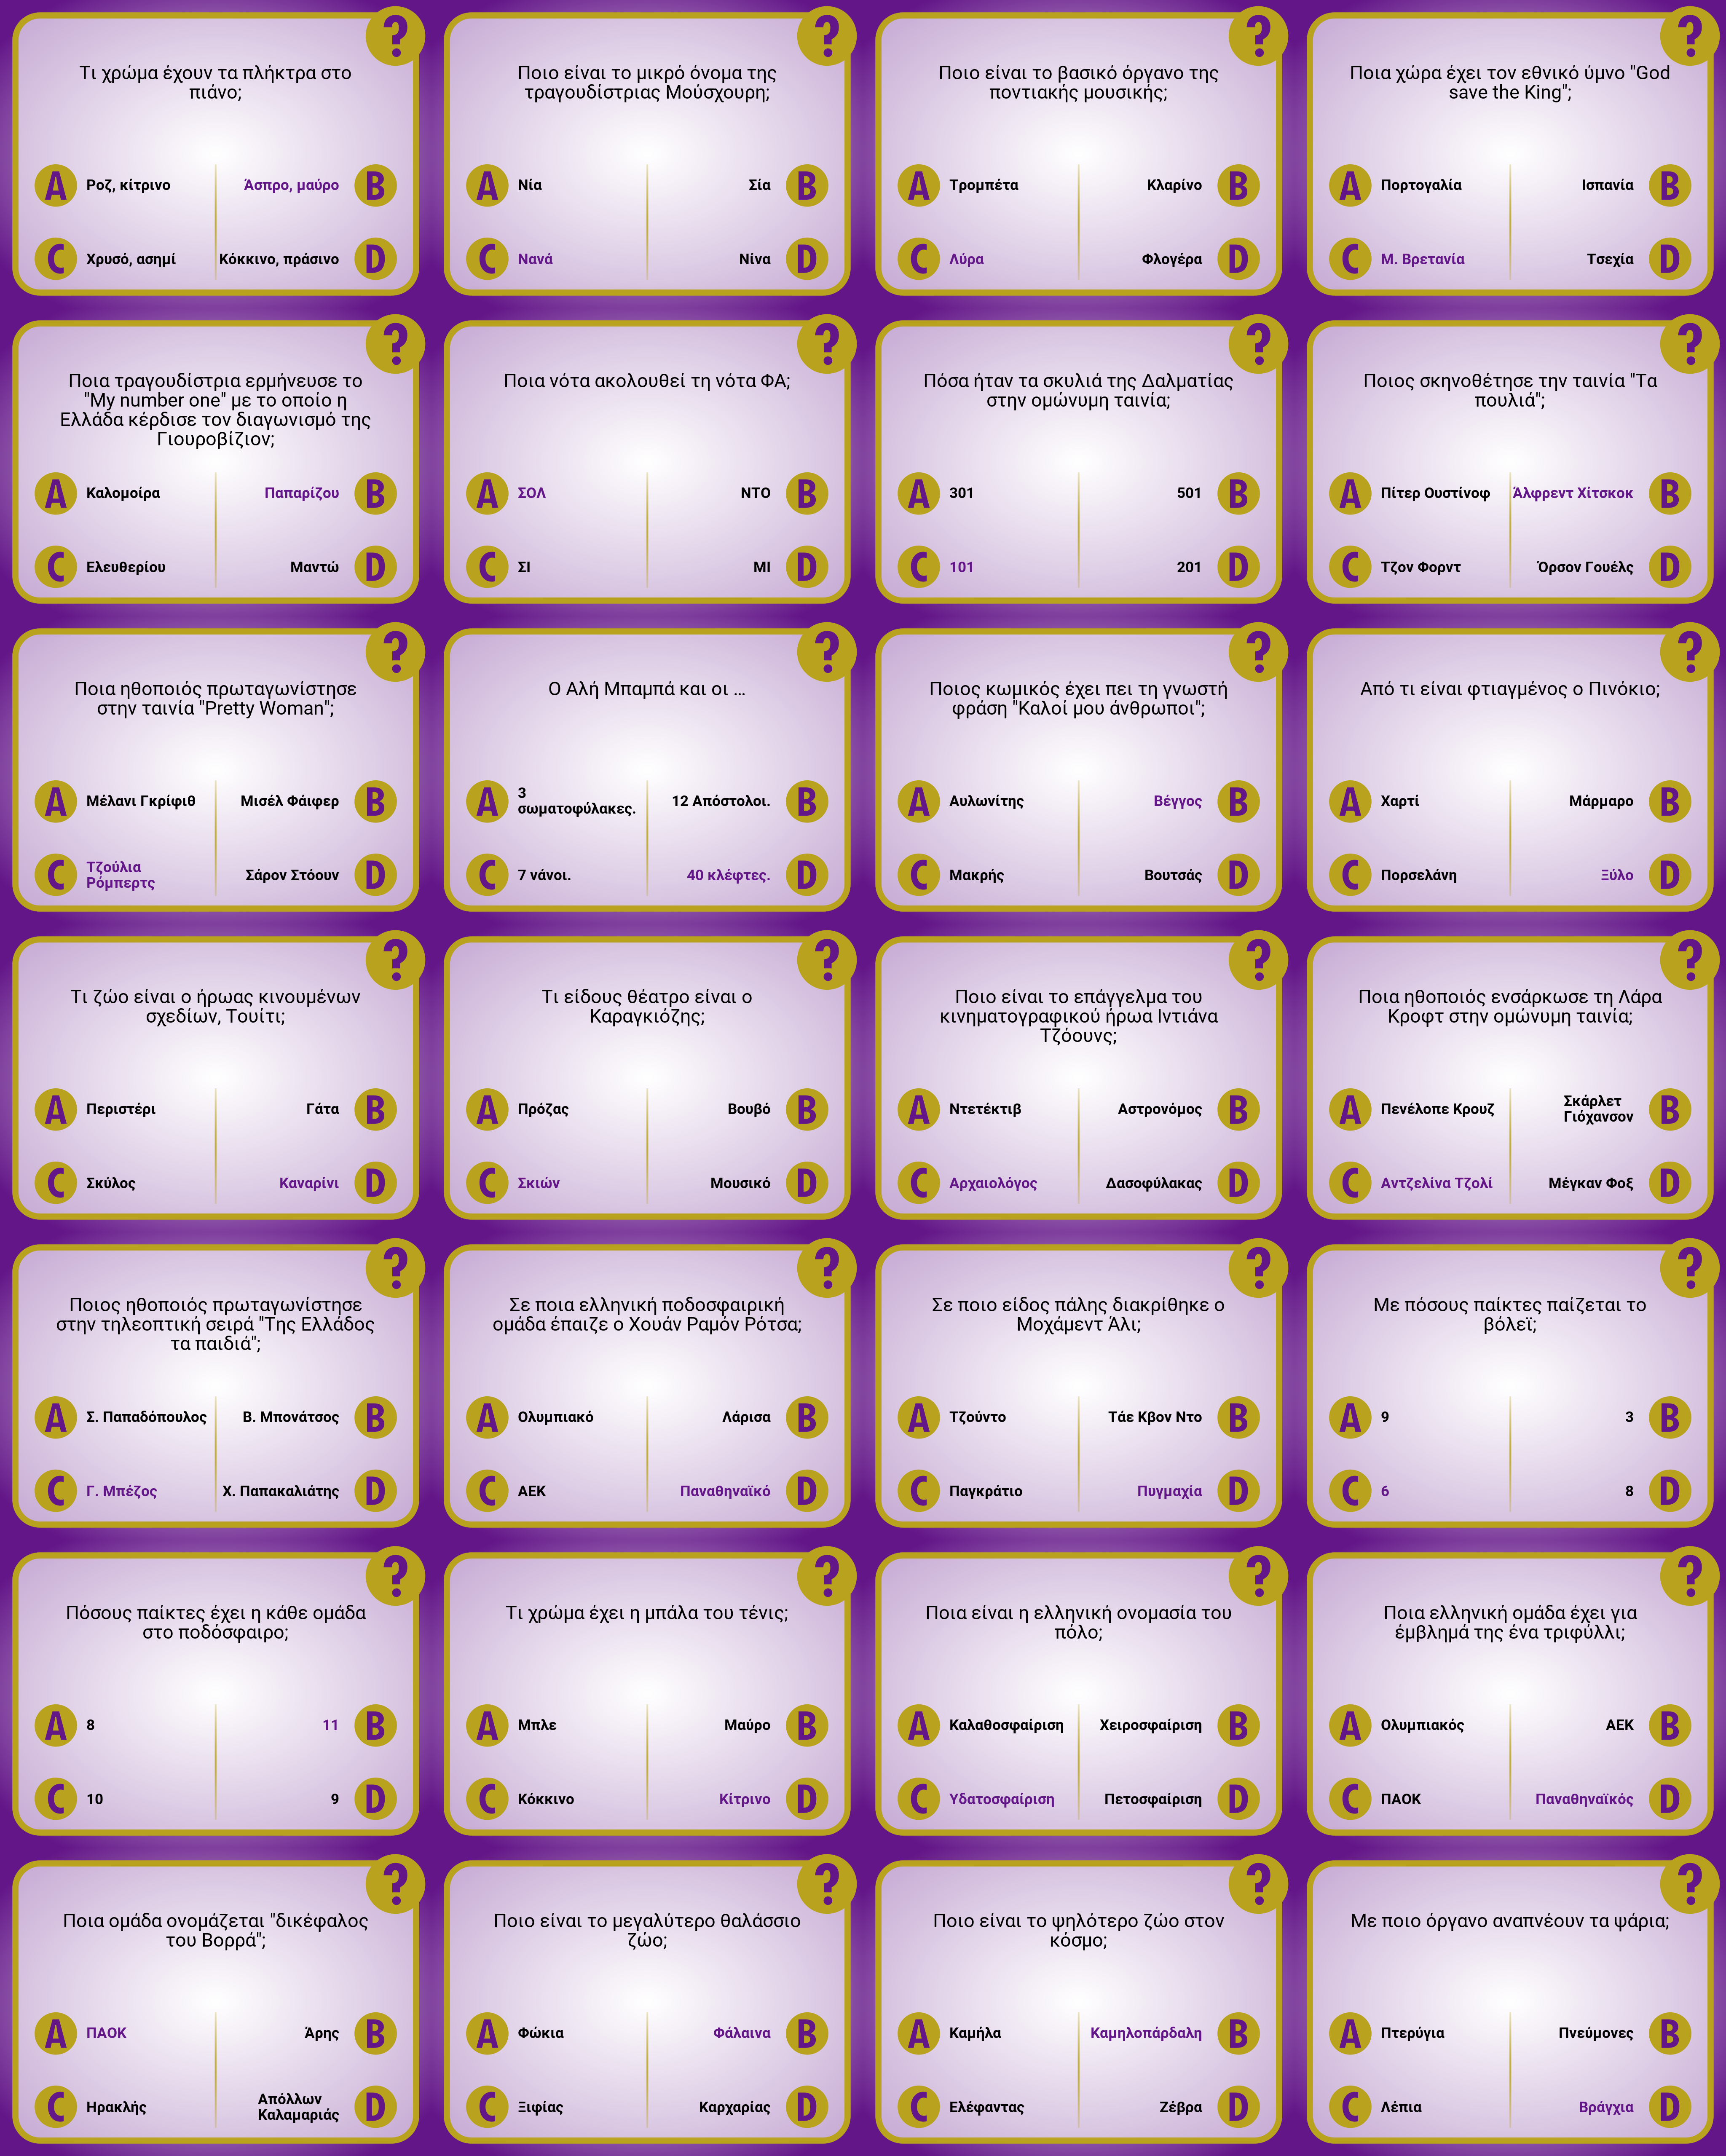 ?
Τι χρώμα έχουν τα πλήκτρα στο
πιάνο;
A Ροζ, κίτρινο
Άσπρο, μαύρο B
C Χρυσό, ασημί
Κόκκινο, πράσινο D
?
Ποιο είναι το μικρό όνομα της
τραγουδίστριας Μούσχουρη;
A Νία
Σία B
C Νανά
Νίνα D
?
Ποιο είναι το βασικό όργανο της
ποντιακής μουσικής;
A Τρομπέτα
Κλαρίνο B
C Λύρα
Φλογέρα D
?
Ποια χώρα έχει τον εθνικό ύμνο "God
save the King";
A Πορτογαλία
Ισπανία B
C Μ. Βρετανία
Τσεχία D
?
Ποια τραγουδίστρια ερμήνευσε το
"My number one" με το οποίο η
Ελλάδα κέρδισε τον διαγωνισμό της
Γιουροβίζιον;
A Καλομοίρα
Παπαρίζου B
C Ελευθερίου
Μαντώ D
?
Ποια νότα ακολουθεί τη νότα ΦΑ;
A ΣΟΛ
ΝΤΟ B
C ΣΙ
ΜΙ D
?
Πόσα ήταν τα σκυλιά της Δαλματίας
στην ομώνυμη ταινία;
A 301
501 B
C 101
201 D
?
Ποιος σκηνοθέτησε την ταινία "Τα
πουλιά";
A Πίτερ Ουστίνοφ
Άλφρεντ Χίτσκοκ B
C Τζον Φορντ
Όρσον Γουέλς D
?
Ποια ηθοποιός πρωταγωνίστησε
στην ταινία "Pretty Woman";
A Μέλανι Γκρίφιθ
Μισέλ Φάιφερ B
C Τζούλια
Ρόμπερτς
Σάρον Στόουν D
?
Ο Αλή Μπαμπά και οι ...
A 3
σωματοφύλακες.
12 Απόστολοι. B
C 7 νάνοι.
40 κλέφτες. D
?
Ποιος κωμικός έχει πει τη γνωστή
φράση "Καλοί μου άνθρωποι";
A Αυλωνίτης
Βέγγος B
C Μακρής
Βουτσάς D
?
Από τι είναι φτιαγμένος ο Πινόκιο;
A Χαρτί
Μάρμαρο B
C Πορσελάνη
Ξύλο D
?
Τι ζώο είναι ο ήρωας κινουμένων
σχεδίων, Τουίτι;
A Περιστέρι
Γάτα B
C Σκύλος
Καναρίνι D
?
Τι είδους θέατρο είναι ο
Καραγκιόζης;
A Πρόζας
Βουβό B
C Σκιών
Μουσικό D
?
Ποιο είναι το επάγγελμα του
κινηματογραφικού ήρωα Ιντιάνα
Τζόουνς;
A Ντετέκτιβ
Αστρονόμος B
C Αρχαιολόγος
Δασοφύλακας D
?
Ποια ηθοποιός ενσάρκωσε τη Λάρα
Κροφτ στην ομώνυμη ταινία;
A Πενέλοπε Κρουζ
Σκάρλετ
Γιόχανσον B
C Αντζελίνα Τζολί
Μέγκαν Φοξ D
?
Ποιος ηθοποιός πρωταγωνίστησε
στην τηλεοπτική σειρά "Της Ελλάδος
τα παιδιά";
A Σ. Παπαδόπουλος
Β. Μπονάτσος B
C Γ. Μπέζος
Χ. Παπακαλιάτης D
?
Σε ποια ελληνική ποδοσφαιρική
ομάδα έπαιζε ο Χουάν Ραμόν Ρότσα;
A Ολυμπιακό
Λάρισα B
C ΑΕΚ
Παναθηναϊκό D
?
Σε ποιο είδος πάλης διακρίθηκε ο
Μοχάμεντ Άλι;
A Τζούντο
Τάε Κβον Ντο B
C Παγκράτιο
Πυγμαχία D
?
Με πόσους παίκτες παίζεται το
βόλεϊ;
A 9
3 B
C 6
8 D
?
Πόσους παίκτες έχει η κάθε ομάδα
στο ποδόσφαιρο;
A 8
11 B
C 10
9 D
?
Τι χρώμα έχει η μπάλα του τένις;
A Μπλε
Μαύρο B
C Κόκκινο
Κίτρινο D
?
Ποια είναι η ελληνική ονομασία του
πόλο;
A Καλαθοσφαίριση
Χειροσφαίριση B
C Υδατοσφαίριση
Πετοσφαίριση D
?
Ποια ελληνική ομάδα έχει για
έμβλημά της ένα τριφύλλι;
A Ολυμπιακός
ΑΕΚ B
C ΠΑΟΚ
Παναθηναϊκός D
?
Ποια ομάδα ονομάζεται "δικέφαλος
του Βορρά";
A ΠΑΟΚ
Άρης B
C Ηρακλής
Απόλλων
Καλαμαριάς D
?
Ποιο είναι το μεγαλύτερο θαλάσσιο
ζώο;
A Φώκια
Φάλαινα B
C Ξιφίας
Καρχαρίας D
?
Ποιο είναι το ψηλότερο ζώο στον
κόσμο;
A Καμήλα
Καμηλοπάρδαλη B
C Ελέφαντας
Ζέβρα D
?
Με ποιο όργανο αναπνέουν τα ψάρια;
A Πτερύγια
Πνεύμονες B
C Λέπια
Βράγχια D